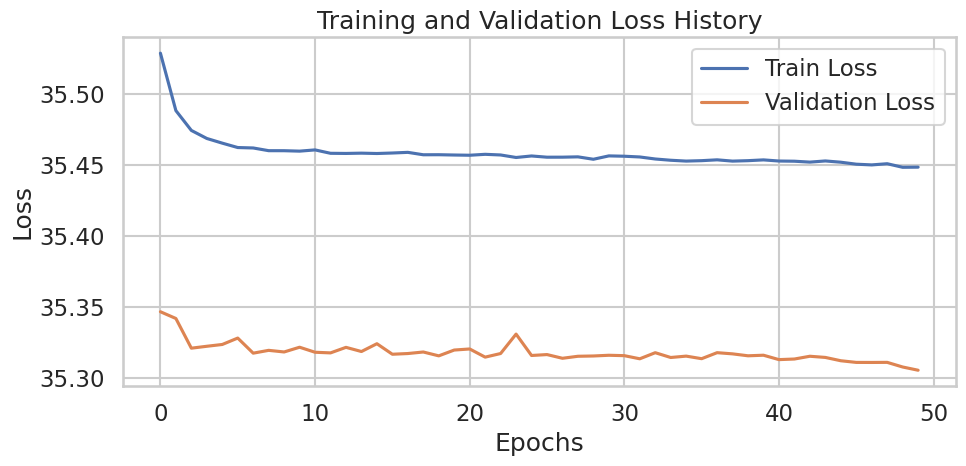 Training and Validation Loss History
Train Loss
Validation Loss
Loss
35.50
35.45
35.40
35.35
35.30
0 10 20 30 40 50
Epochs